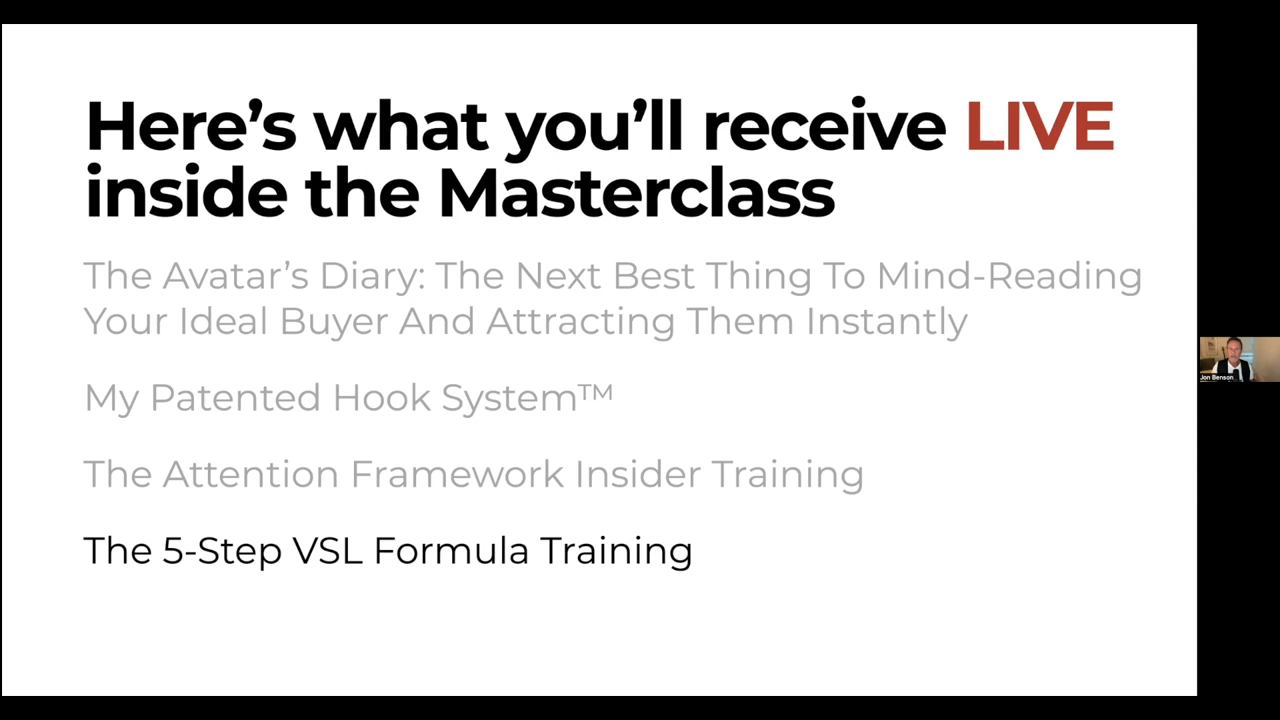 Here’s what you’ll receive LIVE
inside the Masterclass
The Avatar’s Diary: The Next Best Thing To Mind-Reading
Your Ideal Buyer And Attracting Them Instantly
My Patented Hook System™
The Attention Framework Insider Training
The 5-Step VSL Formula Training
Jon Benson